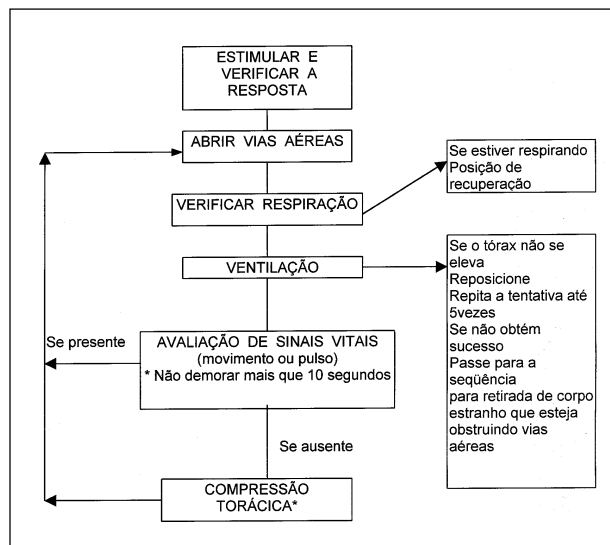 ESTIMULAR E
VERIFICAR A
RESPOSTA
ABRIR VIAS AÉREAS
Se estiver respirando
Posição de
recuperação
VERIFICAR RESPIRAÇÃO
VENTILAÇÃO
Se o tórax não se
eleva
Reposicione
Repita a tentativa até
5vezes
Se não obtém
sucesso
Passe para a
seqüência
para retirada de corpo
estranho que esteja
obstruindo vias
aéreas
Se presente
AVALIAÇÃO DE SINAIS VITAIS
(movimento ou pulso)
* Não demorar mais que 10 segundos
Se ausente
COMPRESSÃO
TORÁCICA*